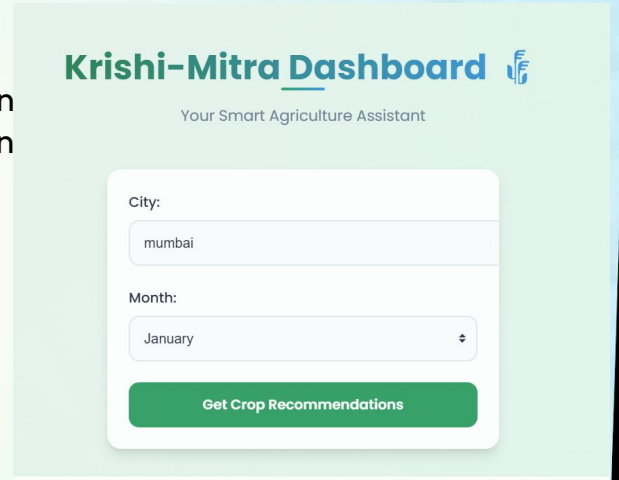 Krishi-Mitra Dashboard
n
Your Smart Agriculture Assistant
n
City:
mumbai
Month:
January
Get Crop Recommendations